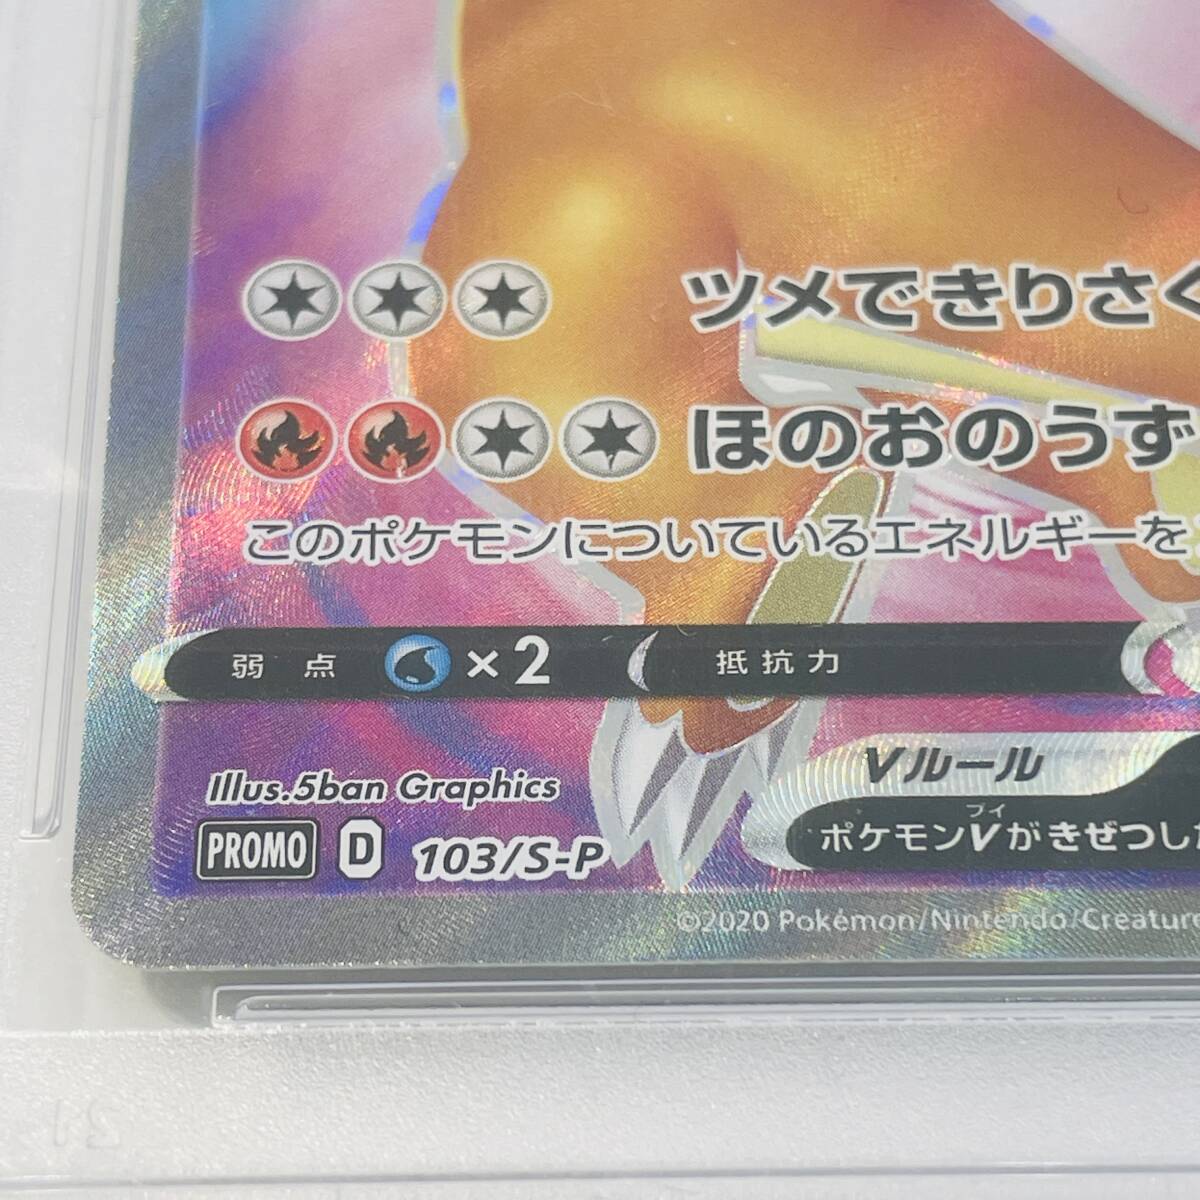 ツメできりさく
ほのおのうず
このポケモンについているエネルギーを
弱点 ×2 抵抗力
Vルール
Illus.5ban Graphics
ブイ
ポケモンVがきぜつした
PROMO D 103/S-P
©2020 Pokémon/Nintendo/Creature